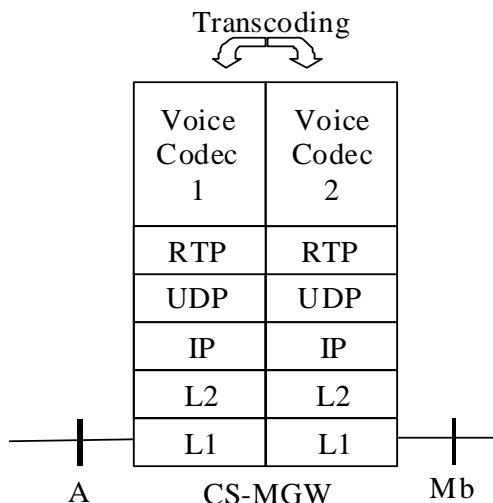 Transcoding
Voice Codec 1
Voice Codec 2
RTP RTP
UDP UDP
IP IP
L2 L2
L1 L1
A CS-MGW Mb